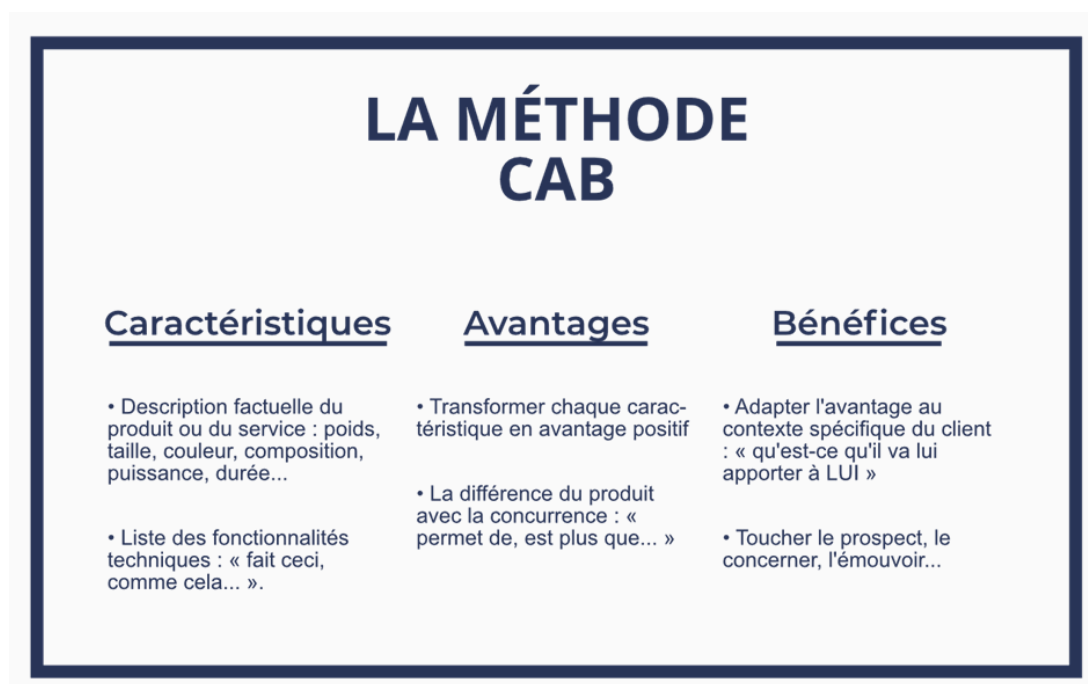 LA MÉTHODE
CAB
Caractéristiques
• Description factuelle du
produit ou du service : poids,
taille, couleur, composition,
puissance, durée...
• Liste des fonctionnalités
techniques : « fait ceci,
comme cela... ».
Avantages
• Transformer chaque carac-
téristique en avantage positif
• La différence du produit
avec la concurrence : «
permet de, est plus que... »
Bénéfices
• Adapter l'avantage au
contexte spécifique du client
: « qu'est-ce qu'il va lui
apporter à LUI »
• Toucher le prospect, le
concerner, l'émouvoir...